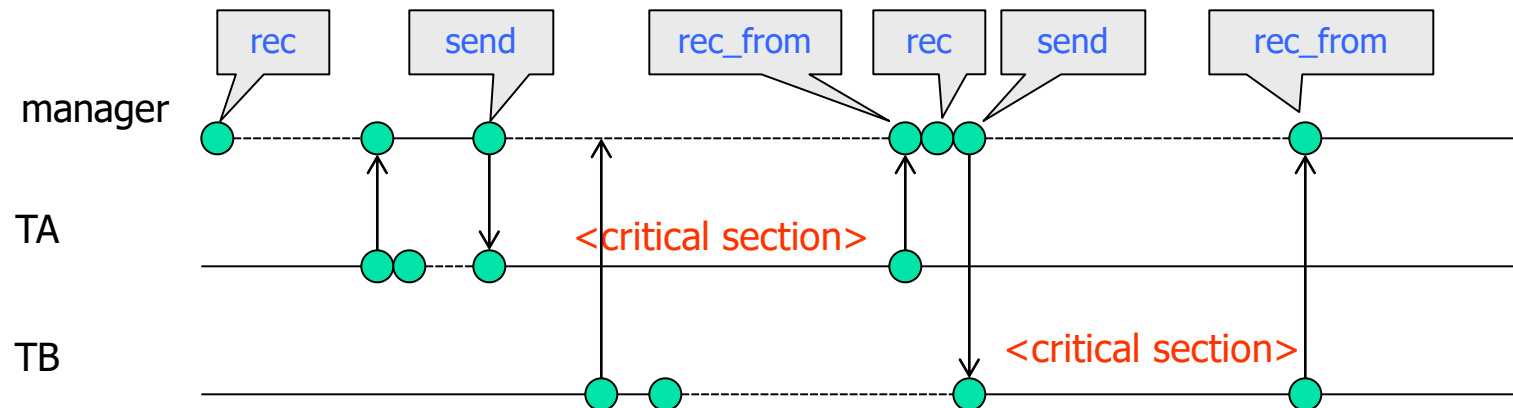 rec send rec_from rec send rec_from
manager
TA <critical section>
TB <critical section>